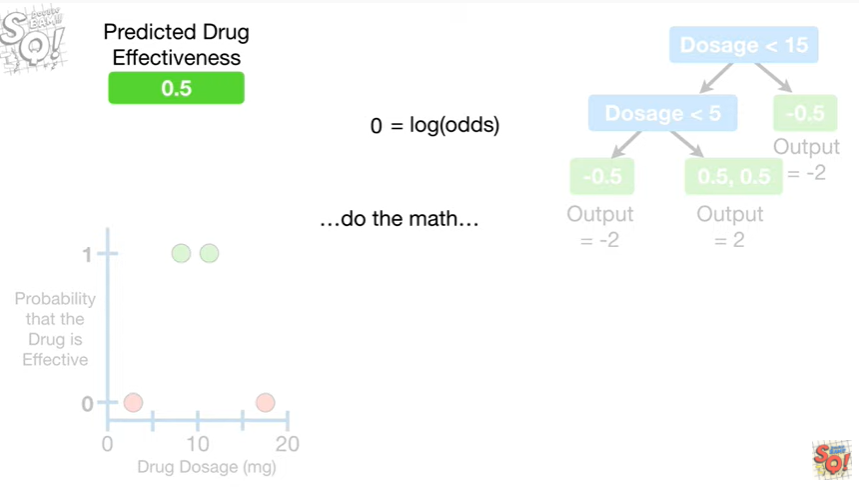 Predicted Drug
Effectiveness
0.5
0 = log(odds)
...do the math...
Dosage < 15
Dosage < 5
-0.5
Output
= -2
-0.5
0.5, 0.5
Output
= -2
Output
= 2
1
Probability
that the
Drug is
Effective
0
0
10
20
Drug Dosage (mg)
SQ!
SQ!